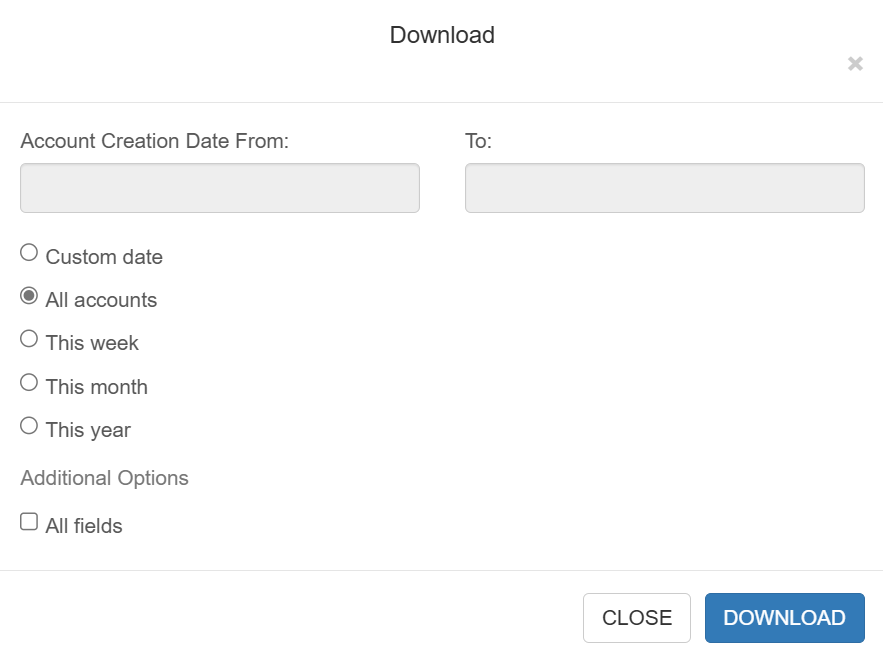 Download
×
Account Creation Date From:
To:
Custom date
All accounts
This week
This month
This year
Additional Options
All fields
CLOSE
DOWNLOAD